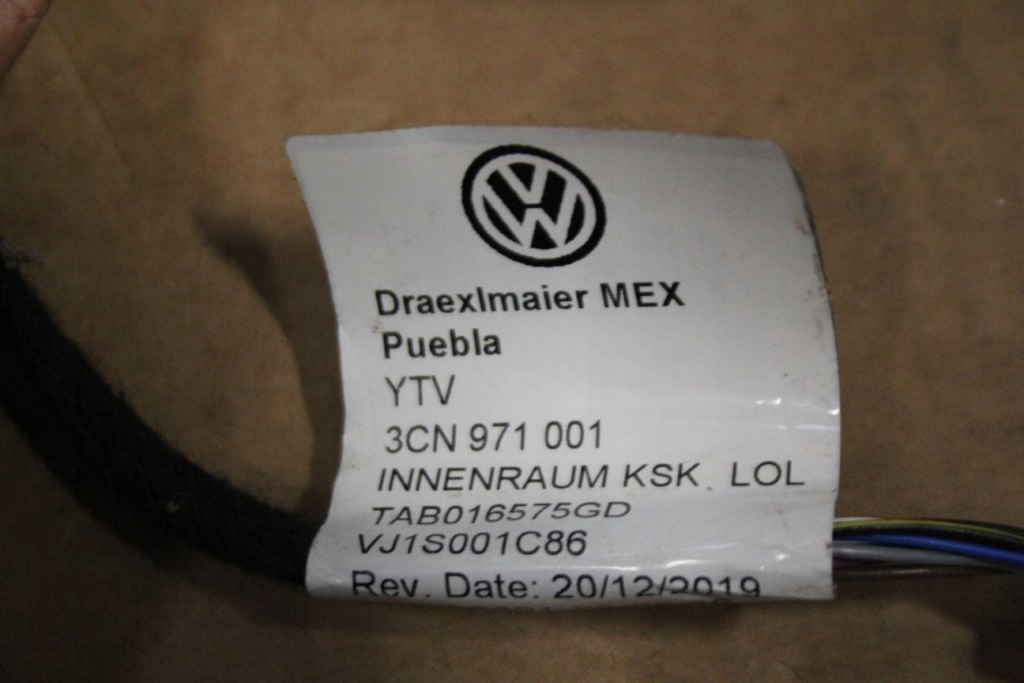 Draexlmaier MEX
Puebla
YTV
3CN 971 001
INNENRAUM KSK. LOL
TAB016575GD
VJ1S001C86
Rev. Date: 20/12/2019